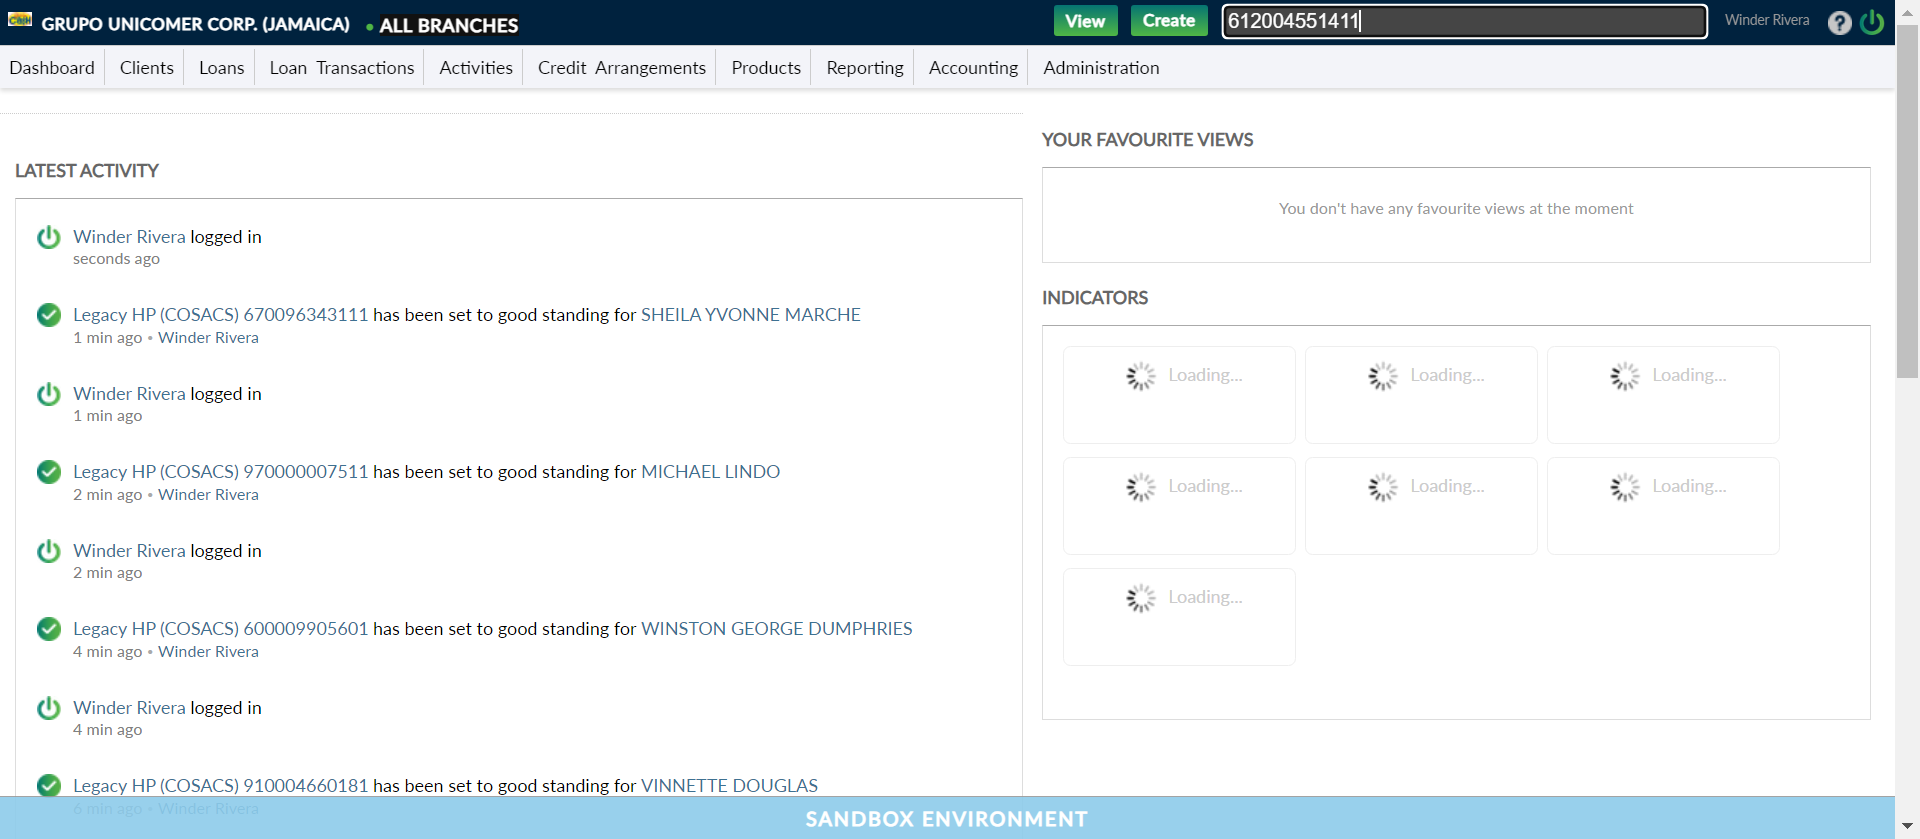 GRUPO UNICOMER CORP. (JAMAICA) • ALL BRANCHES View Create 612004551411 Winder Rivera ?
Dashboard Clients Loans Loan Transactions Activities Credit Arrangements Products Reporting Accounting Administration
LATEST ACTIVITY
Winder Rivera logged in
seconds ago
Legacy HP (COSACS) 670096343111 has been set to good standing for SHEILA YVONNE MARCHE
1 min ago • Winder Rivera
Winder Rivera logged in
1 min ago
Legacy HP (COSACS) 970000007511 has been set to good standing for MICHAEL LINDO
2 min ago • Winder Rivera
Winder Rivera logged in
2 min ago
Legacy HP (COSACS) 600009905601 has been set to good standing for WINSTON GEORGE DUMPHRIES
4 min ago • Winder Rivera
Winder Rivera logged in
4 min ago
Legacy HP (COSACS) 910004660181 has been set to good standing for VINNETTE DOUGLAS
6 min ago • Winder Rivera
YOUR FAVOURITE VIEWS
You don't have any favourite views at the moment
INDICATORS
Loading... Loading... Loading...
Loading... Loading... Loading...
Loading...
SANDBOX ENVIRONMENT